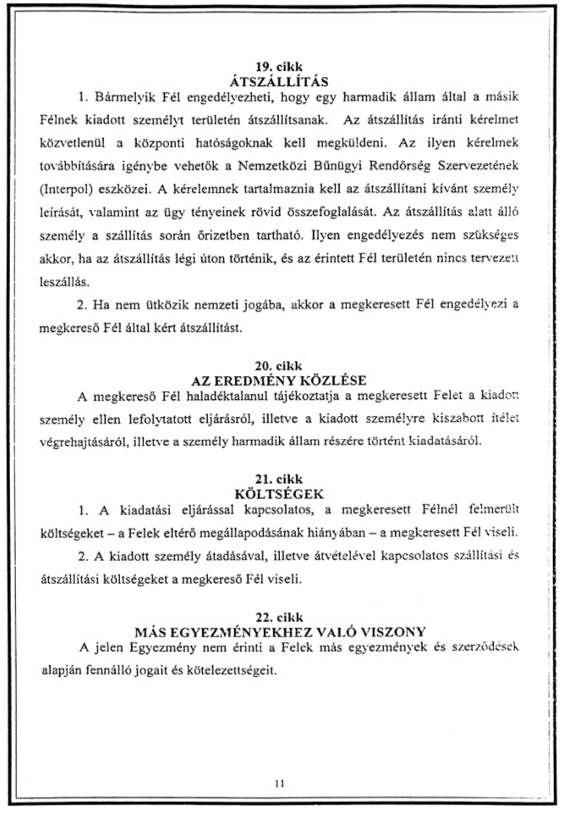 19. cikk
ÁTSZÁLLÍTÁS
1. Bármelyik Fél engedélyezheti, hogy egy harmadik állam által a másik
Félnek kiadott személyt területén átszállítsanak. Az átszállítás iránti kérelmet
közvetlenül a központi hatóságoknak kell megküldeni. Az ilyen kérelmek
továbbítására igénybe vehetők a Nemzetközi Bűnügyi Rendőrség Szervezetének
(Interpol) eszközei. A kérelemnek tartalmaznia kell az átszállítani kívánt személy
leírását, valamint az ügy tényeinek rövid összefoglalását. Az átszállítás alatt álló
személy a szállítás során őrizetben tartható. Ilyen engedélyezés nem szükséges
akkor, ha az átszállítás légi úton történik, és az érintett Fél területén nincs tervezett
leszállás.
2. Ha nem ütközik nemzeti jogába, akkor a megkeresett Fél engedélyezi a
megkereső Fél által kért átszállítást.
20. cikk
AZ EREDMÉNY KÖZLÉSE
A megkereső Fél haladéktalanul tájékoztatja a megkeresett Felet a kiadott
személy ellen lefolytatott eljárásról, illetve a kiadott személyre kiszabott ítélet
végrehajtásáról, illetve a személy harmadik állam részére történt kiadatásáról.
21. cikk
KÖLTSÉGEK
1. A kiadatási eljárással kapcsolatos, a megkeresett Félnél felmerült
költségeket – a Felek eltérő megállapodásának hiányában – a megkeresett Fél viseli.
2. A kiadott személy átadásával, illetve átvételével kapcsolatos szállítási és
átszállítási költségeket a megkereső Fél viseli.
22. cikk
MÁS EGYEZMÉNYEKHEZ VALÓ VISZONY
A jelen Egyezmény nem érinti a Felek más egyezmények és szerződések
alapján fennálló jogait és kötelezettségeit.
11